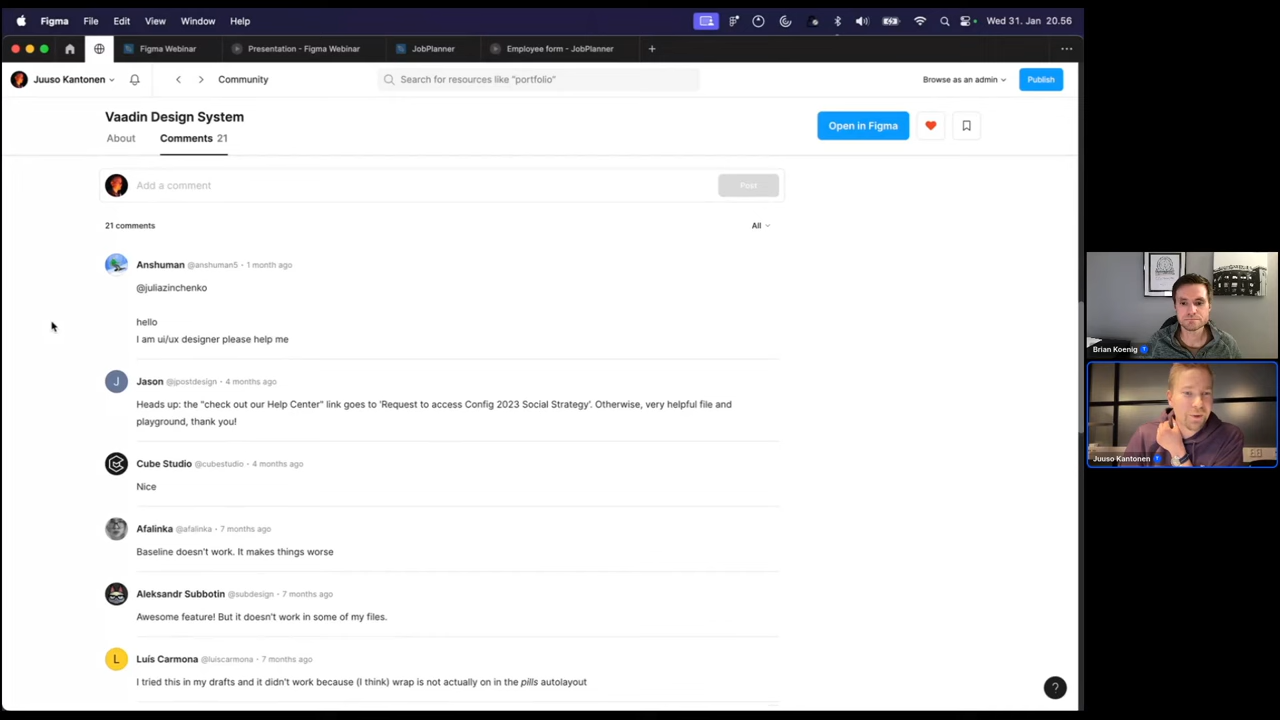 Figma File Edit View Window Help Wed 31. Jan 20.56
Figma Webinar Presentation - Figma Webinar JobPlanner Employee form - JobPlanner
Juuso Kantonen Community Search for resources like "portfolio" Browse as an admin Publish
Vaadin Design System
Open in Figma
About Comments 21
Add a comment Post
21 comments All
Anshuman @anshuman5 • 1 month ago
@juliazinchenko
hello
I am ui/ux designer please help me
J Jason @jpostdesign • 4 months ago
Heads up: the "check out our Help Center" link goes to 'Request to access Config 2023 Social Strategy'. Otherwise, very helpful file and
playground, thank you!
Cube Studio @cubestudio • 4 months ago
Nice
Afalinka @afalinka • 7 months ago
Baseline doesn't work. It makes things worse
Aleksandr Subbotin @subdesign • 7 months ago
Awesome feature! But it doesn't work in some of my files.
L Luís Carmona @luiscarmona • 7 months ago
I tried this in my drafts and it didn't work because (I think) wrap is not actually on in the pills autolayout
?
Brian Koenig
Juuso Kantonen